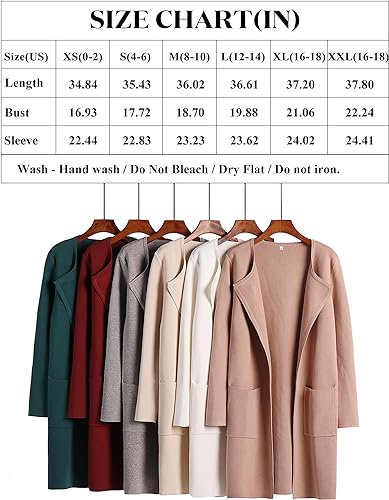 SIZE CHART(IN)
Size(US) XS(0-2) S(4-6) M(8-10) L(12-14) XL(16-18) XXL(16-18)
Length 34.84 35.43 36.02 36.61 37.20 37.80
Bust 16.93 17.72 18.70 19.88 21.06 22.24
Sleeve 22.44 22.83 23.23 23.62 24.02 24.41
Wash - Hand wash / Do Not Bleach / Dry Flat / Do not iron.